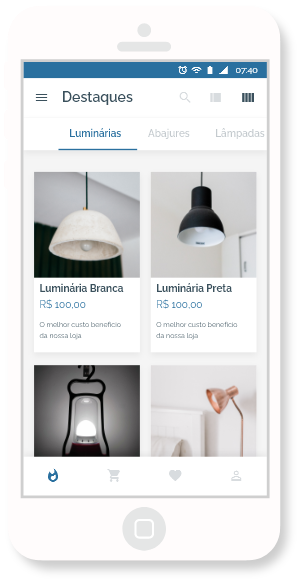 07:40
Destaques
Luminárias Abajures Lâmpadas
Luminária Branca
R$ 100,00
O melhor custo benefício
da nossa loja
Luminária Preta
R$ 100,00
O melhor custo benefício
da nossa loja